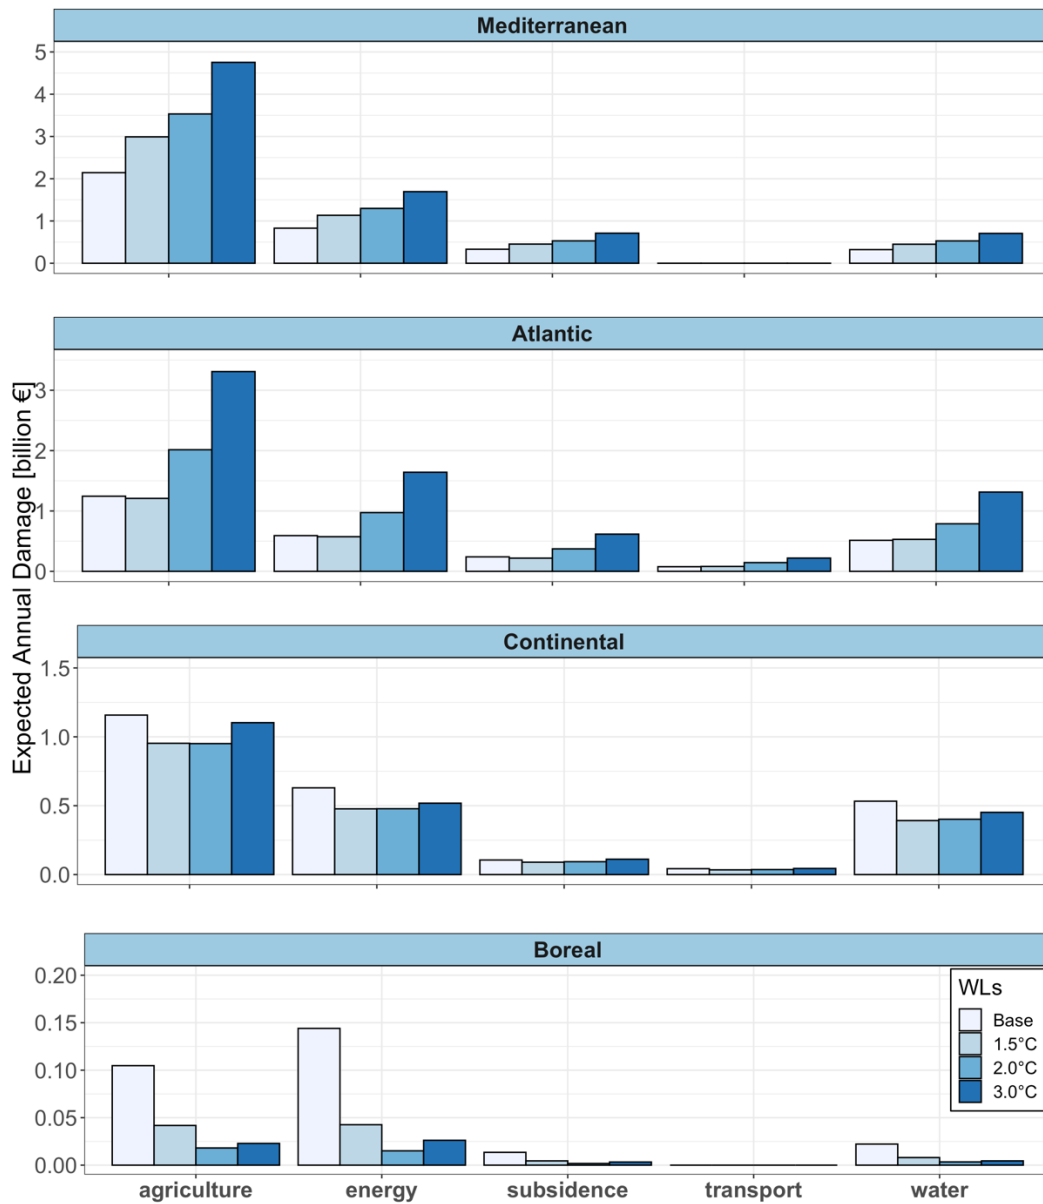 Mediterranean
5
4
3
2
1
0
Expected Annual Damage [billion €]
Atlantic
3
2
1
0
Continental
1.5
1.0
0.5
0.0
Boreal
0.20
0.15
0.10
0.05
0.00
WLs
Base
1.5°C
2.0°C
3.0°C
agriculture energy subsidence transport water